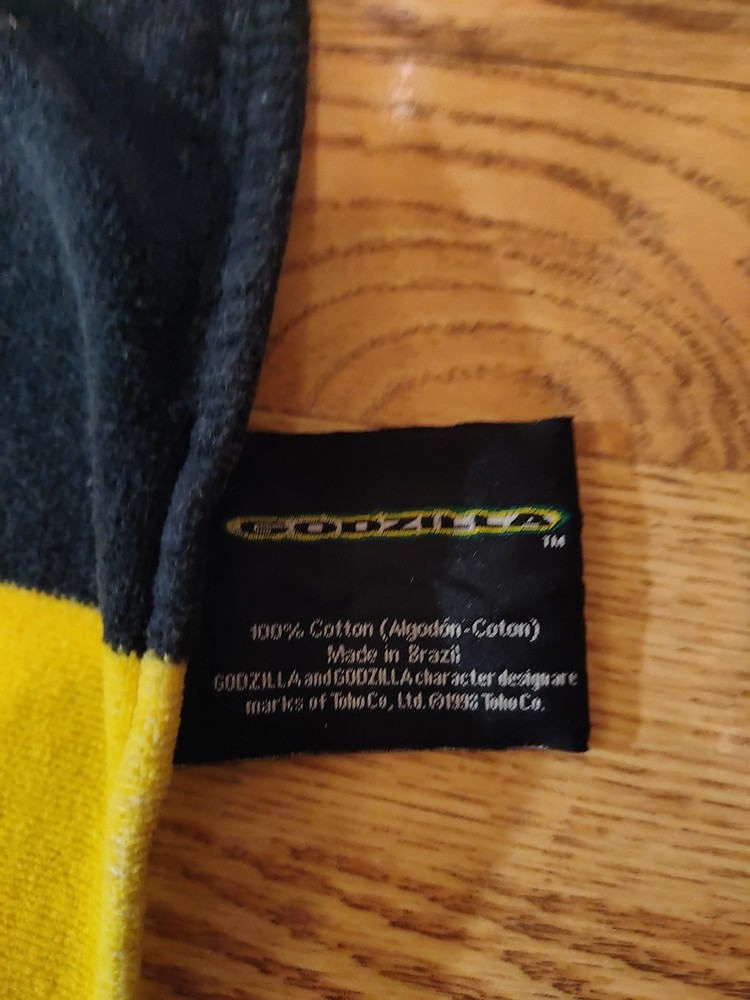 GODZILLA
TM
100% Cotton (Algodón-Coton)
Made in Brazil
GODZILLA and GODZILLA character design are
marks of Toho Co, Ltd. ©1998 Toho Co.